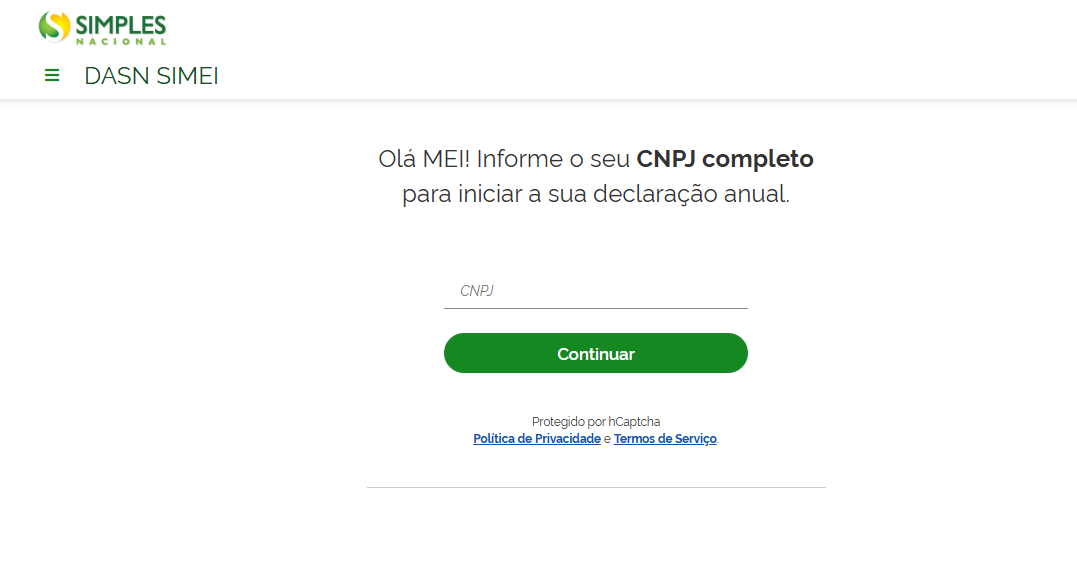 SIMPLES
NACIONAL
DASN SIMEI
Olá MEI! Informe o seu CNPJ completo
para iniciar a sua declaração anual.
CNPJ
Continuar
Protegido por hCaptcha
Política de Privacidade e Termos de Serviço